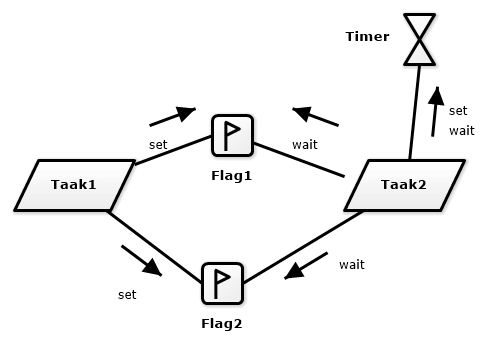 Timer
set
wait
set
wait
Flag1
Taak1
Taak2
wait
set
Flag2